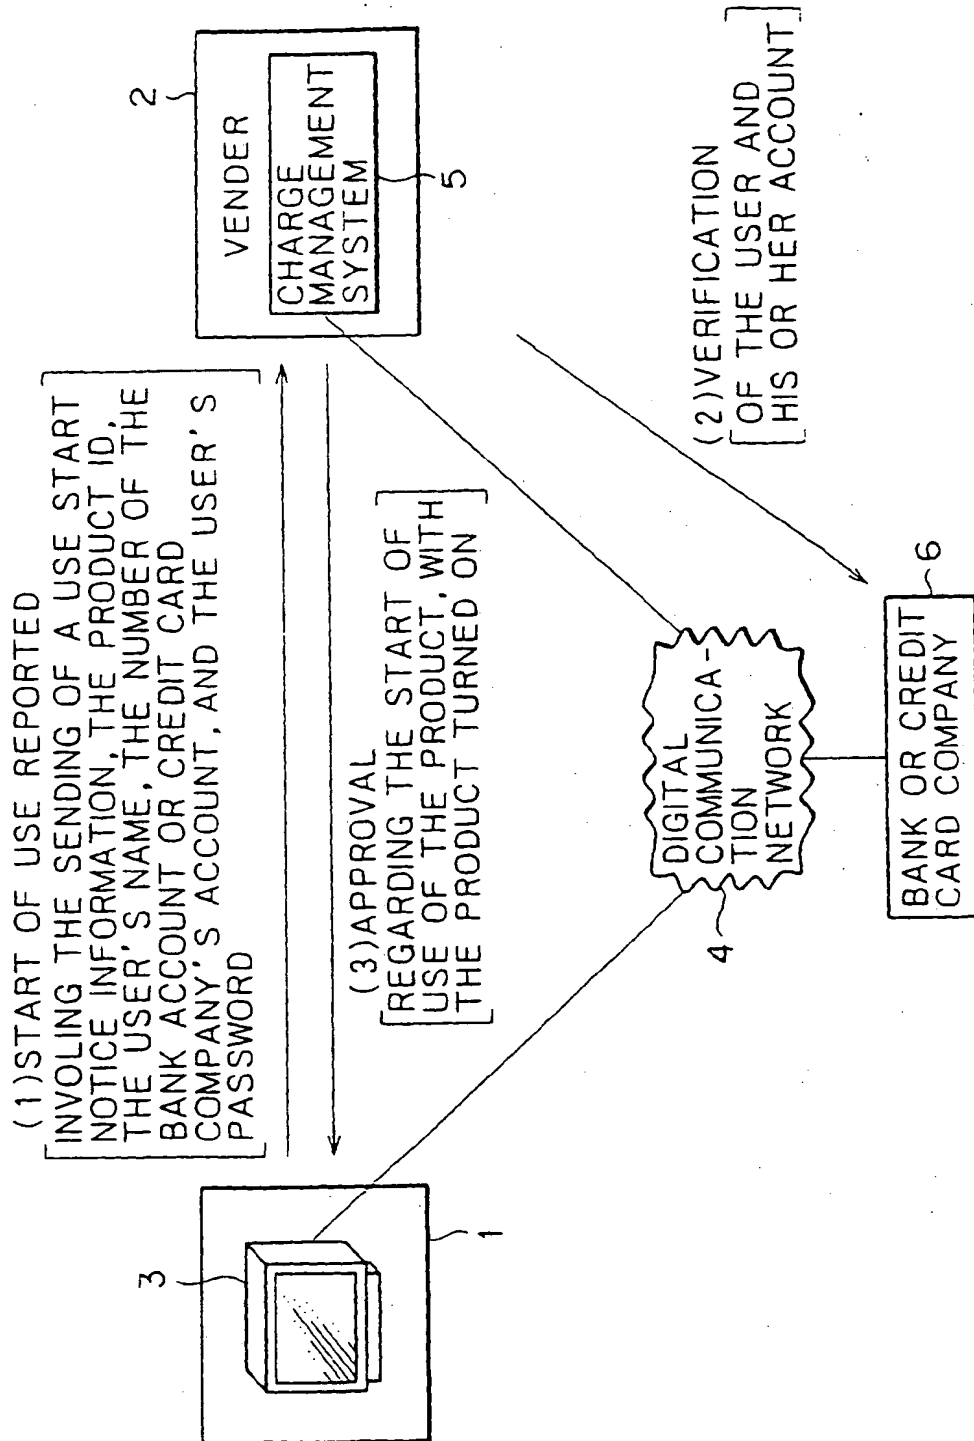 (1)START OF USE REPORTED
INVOLING THE SENDING OF A USE START
NOTICE INFORMATION, THE PRODUCT ID,
THE USER'S NAME, THE NUMBER OF THE
BANK ACCOUNT OR CREDIT CARD
COMPANY'S ACCOUNT, AND THE USER'S
PASSWORD
2
VENDER
CHARGE
MANAGEMENT
SYSTEM
5
3
1
(3)APPROVAL
REGARDING THE START OF
USE OF THE PRODUCT, WITH
THE PRODUCT TURNED ON
(2)VERIFICATION
OF THE USER AND
HIS OR HER ACCOUNT
DIGITAL
COMMUNICA-
TION
NETWORK
4
BANK OR CREDIT
CARD COMPANY
6